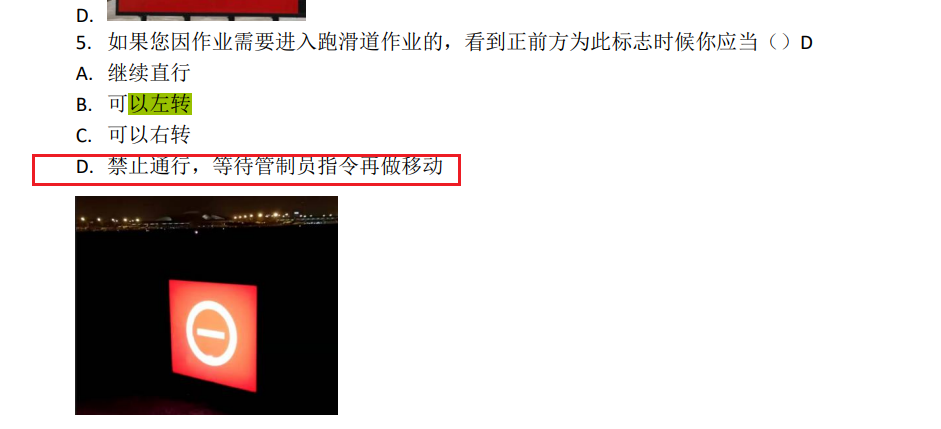 D.
5. 如果您因作业需要进入跑滑道作业的，看到正前方为此标志时候你应当（）D
A. 继续直行
B. 可以左转
C. 可以右转
D. 禁止通行，等待管制员指令再做移动